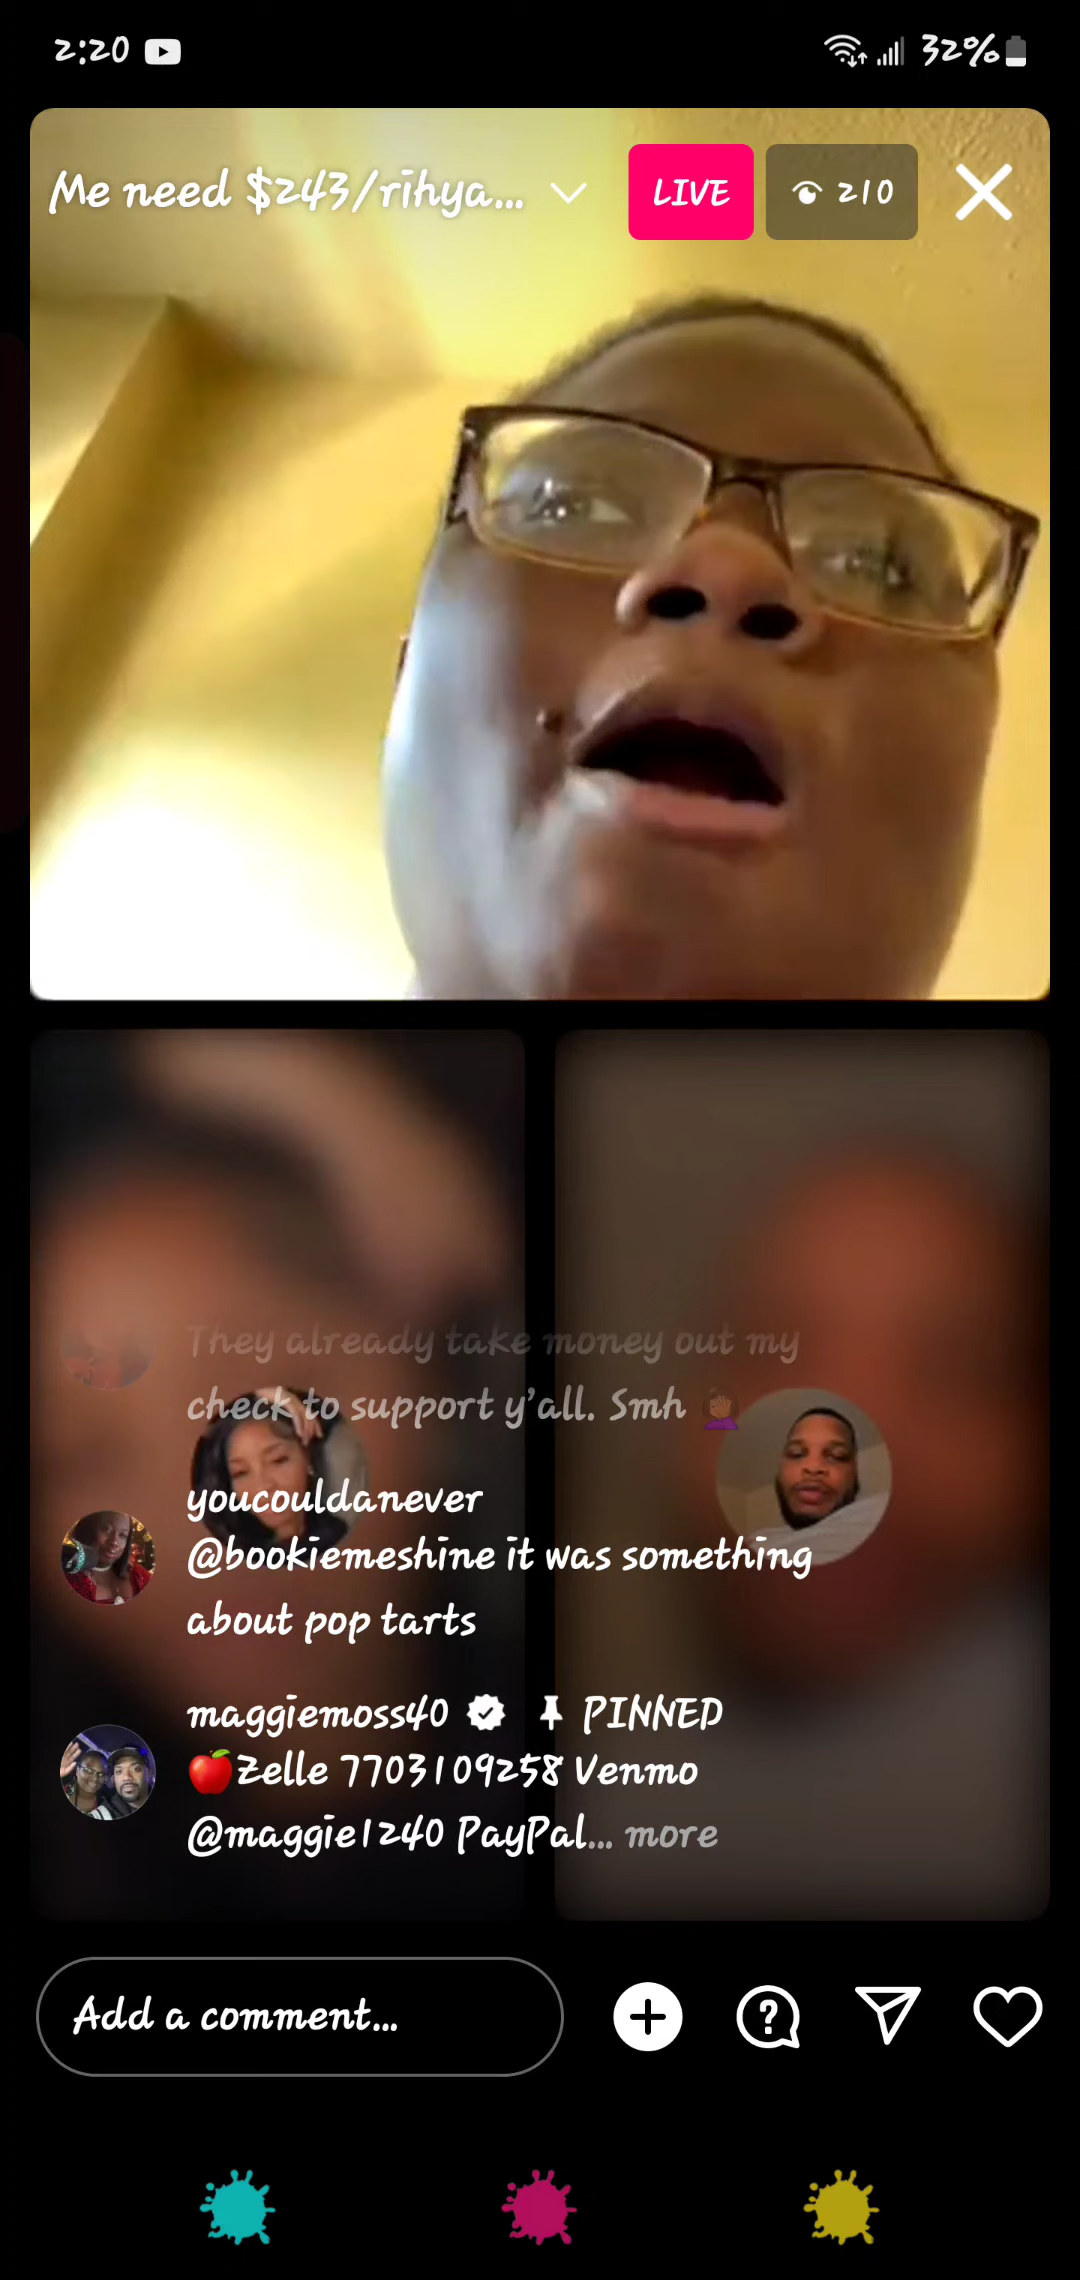 2:20
32%
Me need $243/rihya...
LIVE
210
They already take money out my
check to support y'all. Smh
youcouldanever
@bookiemeshine it was something
about pop tarts
maggiemoss40 PINNED
Zelle 7703109258 Venmo
@maggie1240 PayPal... more
Add a comment...